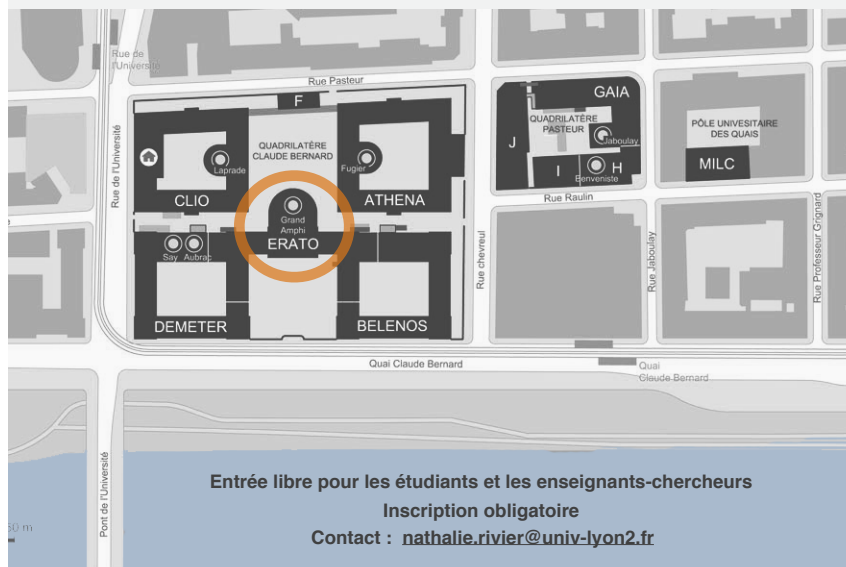 Rue de
l'Université
Rue Pasteur
F
GAIA
QUADRILATÈRE
PASTEUR
Jaboulay
J
I
H
Benveniste
PÔLE UNIVESITAIRE
DES QUAIS
MILC
QUADRILATÈRE
CLAUDE BERNARD
Laprade
Fugier
CLIO
ATHENA
Rue de l'Université
Rue Raulin
Grand
Amphi
ERATO
Say
Aubrac
Rue chevreul
Rue Jaboulay
Rue Professeur Grignard
DEMETER
BELENOS
Quai Claude Bernard
Quai
Claude Bernard
Pont de l'Université
Entrée libre pour les étudiants et les enseignants-chercheurs
Inscription obligatoire
Contact : nathalie.rivier@univ-lyon2.fr